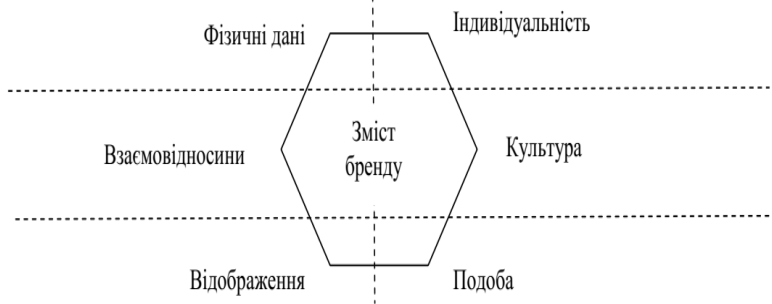 Фізичні дані
Індивідуальність
Взаємовідносини
Зміст
бренду
Культура
Відображення
Подоба